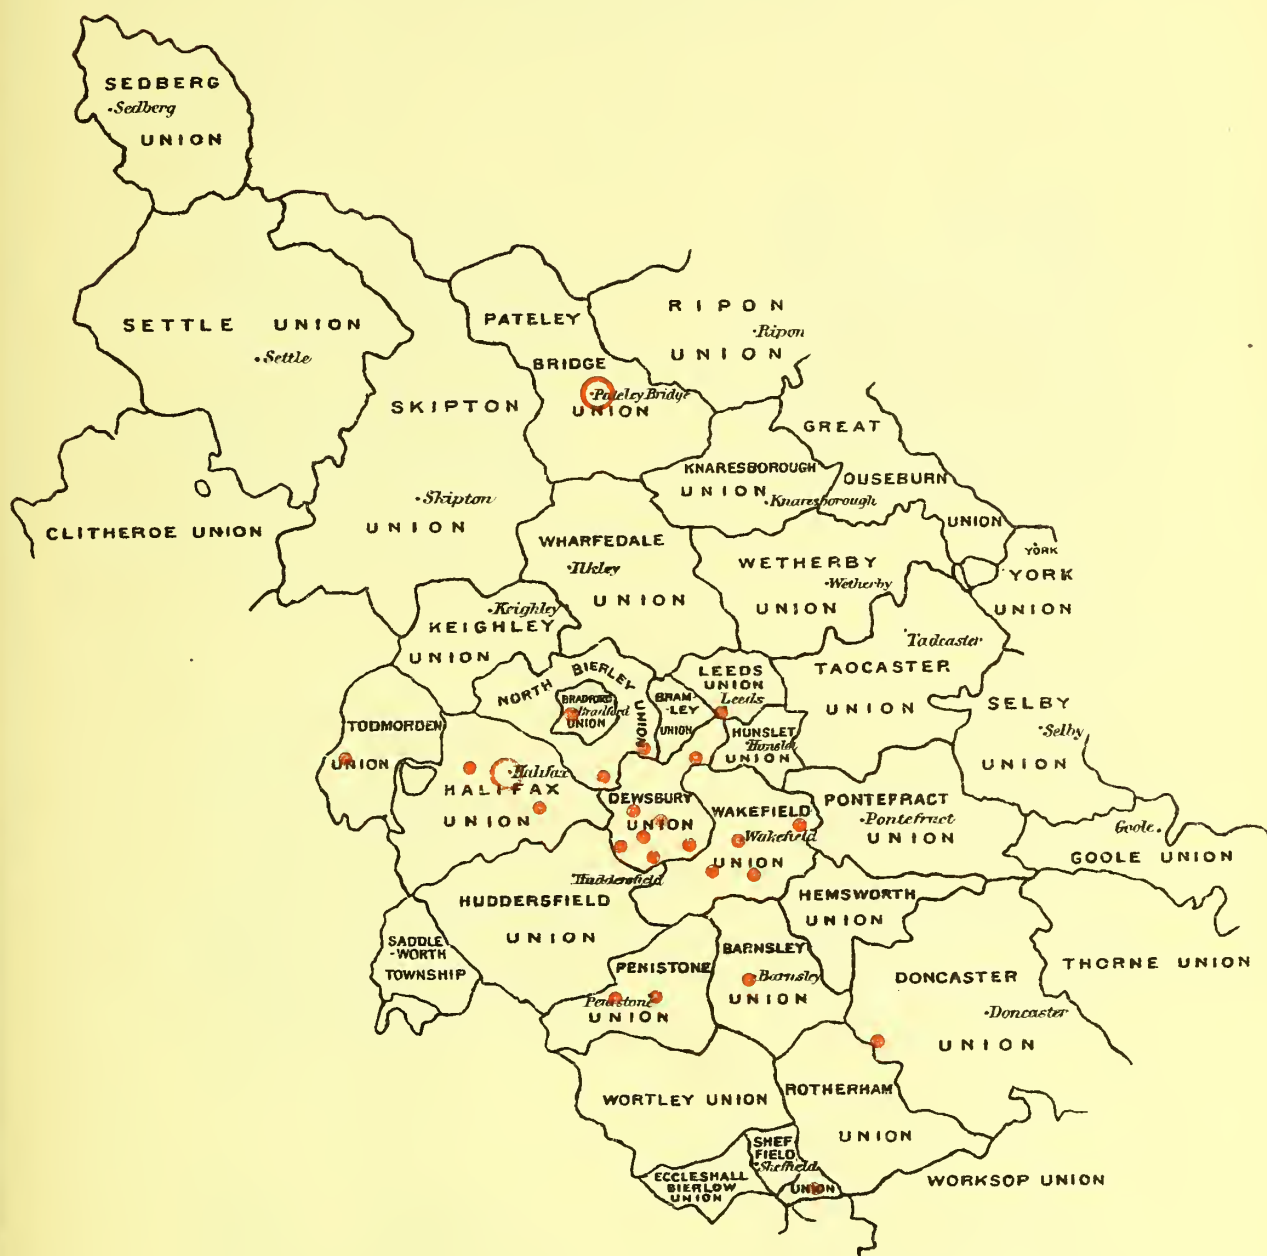 SEDBERG
Sedberg
UNION
SETTLE UNION
Settle
PATELEY
BRIDGE
Pateley Bridge
UNION
RIPON
Ripon
UNION
SKIPTON
Skipton
UNION
GREAT
OUSEBURN
UNION
KNARESBOROUGH
UNION
Knaresborough
CLITHEROE UNION
WHARFEDALE
Ilkley
UNION
WETHERBY
Wetherby
UNION
YORK
YORK
UNION
Keighley
KEIGHLEY
UNION
Tadcaster
TAOCASTER
UNION
NORTH BIERLEY UNION
BRADFORD
Bradford
UNION
BRAM-
LEY
UNION
LEEDS
UNION
Leeds
HUNSLET
Hunslet
UNION
SELBY
Selby
UNION
TODMORDEN
UNION
Halifax
HALIFAX
UNION
DEWSBURY
UNION
WAKEFIELD
Wakefield
UNION
PONTEFRACT
Pontefract
UNION
Goole
GOOLE UNION
Huddersfield
HUDDERSFIELD
UNION
HEMSWORTH
UNION
SADDLE
-WORTH
TOWNSHIP
PENISTONE
Penistone
UNION
BARNSLEY
Barnsley
UNION
DONCASTER
Doncaster
UNION
THORNE UNION
WORTLEY UNION
ROTHERHAM
UNION
SHEF
FIELD
Sheffield
UNION
ECCLESHALL
BIERLOW
UNION
WORKSOP UNION